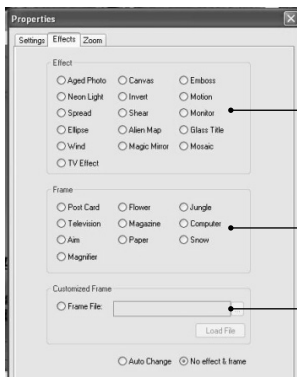 Properties
Settings Effects Zoom
Effect
Aged Photo Canvas Emboss
Neon Light Invert Motion
Spread Shear Monitor
Ellipse Alien Map Glass Title
Wind Magic Mirror Mosaic
TV Effect
Frame
Post Card Flower Jungle
Television Magazine Computer
Aim Paper Snow
Magnifier
Customized Frame
Frame File:
Load File
Auto Change No effect & frame